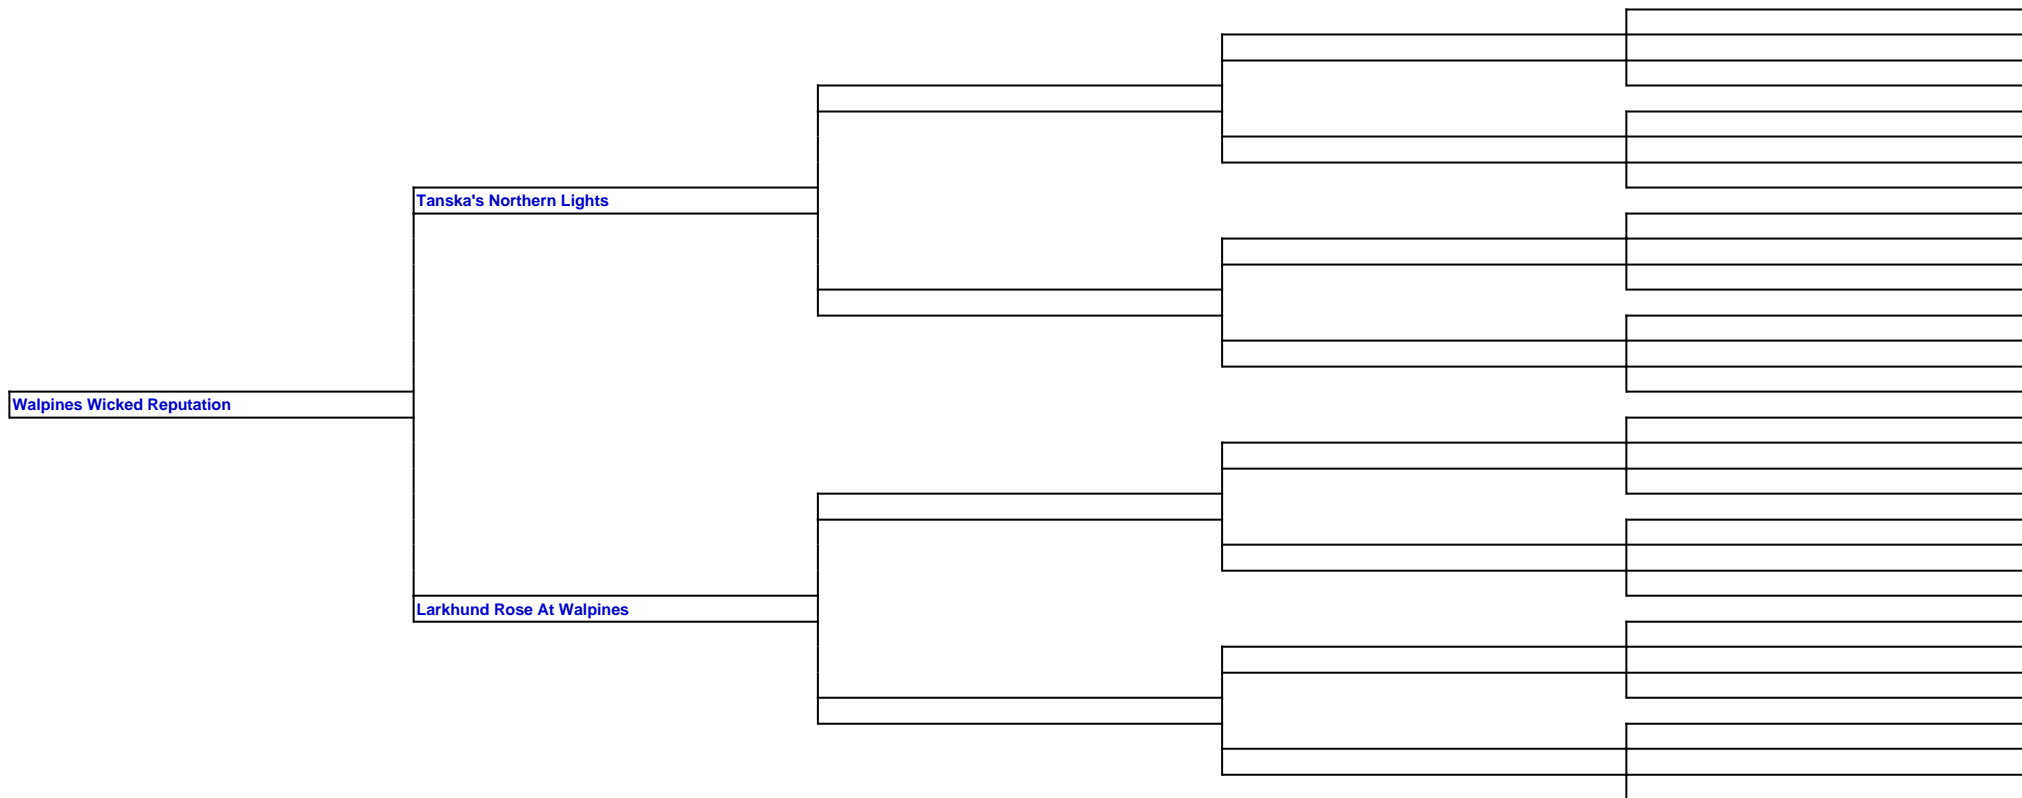 Tanska's Northern Lights
Walpines Wicked Reputation
Larkhund Rose At Walpines